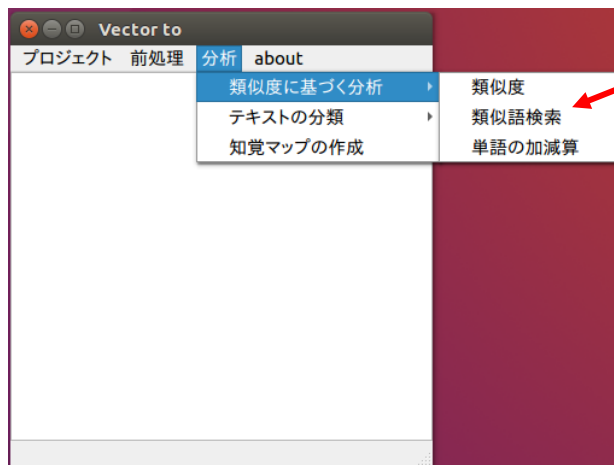 Vector to
プロジェクト 前処理 分析 about
類似度に基づく分析
テキストの分類
知覚マップの作成
類似度
類似語検索
単語の加減算